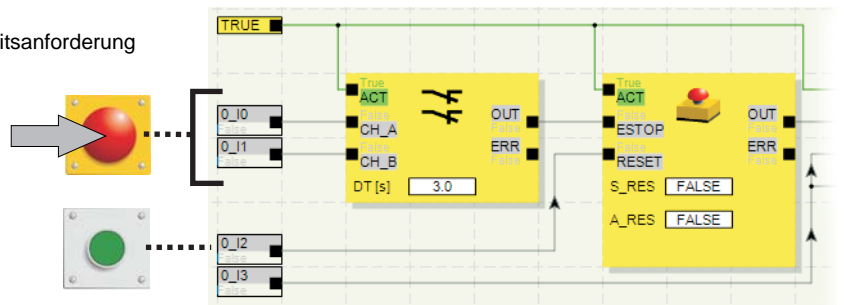 TRUE
itsanforderung
True
ACT
False
CH_A
False
CH_B
DT [s] 3.0
OUT
False
ERR
False
True
ACT
False
ESTOP
False
RESET
S_RES FALSE
A_RES FALSE
OUT
False
ERR
False
0_I0
False
0_I1
False
0_I2
False
0_I3
False